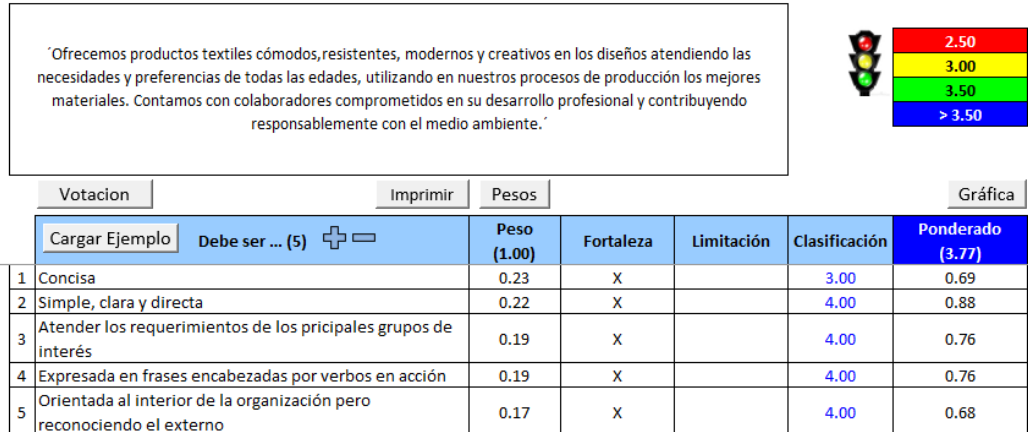 ´Ofrecemos productos textiles cómodos,resistentes, modernos y creativos en los diseños atendiendo las
necesidades y preferencias de todas las edades, utilizando en nuestros procesos de producción los mejores
materiales. Contamos con colaboradores comprometidos en su desarrollo profesional y contribuyendo
responsablemente con el medio ambiente.´
2.50
3.00
3.50
> 3.50
Votacion Imprimir Pesos Gráfica
Cargar Ejemplo Debe ser ... (5) Peso (1.00) Fortaleza Limitación Clasificación Ponderado (3.77)
1 Concisa 0.23 X 3.00 0.69
2 Simple, clara y directa 0.22 X 4.00 0.88
3 Atender los requerimientos de los pricipales grupos de
interés 0.19 X 4.00 0.76
4 Expresada en frases encabezadas por verbos en acción 0.19 X 4.00 0.76
5 Orientada al interior de la organización pero
reconociendo el externo 0.17 X 4.00 0.68